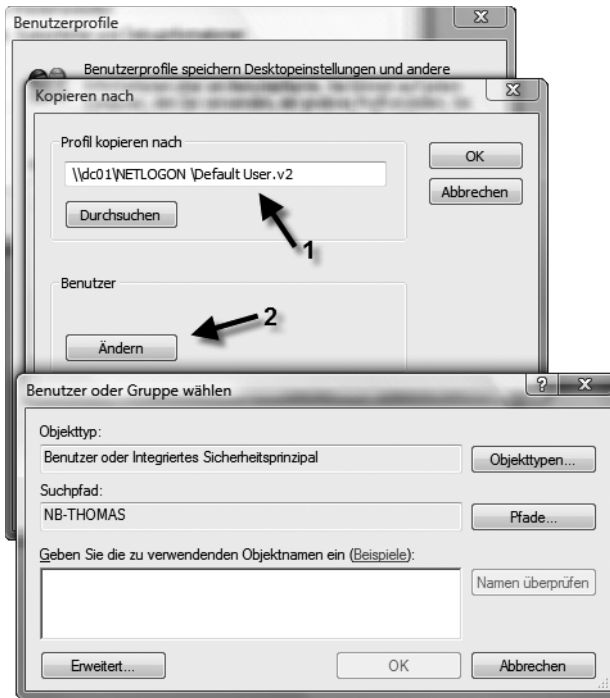 Benutzerprofile
Benutzerprofile speichern Desktopeinstellungen und andere
Kopieren nach
Profil kopieren nach
\\dc01\NETLOGON \Default User.v2
OK
Abbrechen
Durchsuchen
1
Benutzer
2
Ändern
Benutzer oder Gruppe wählen
Objekttyp:
Benutzer oder Integriertes Sicherheitsprinzipal
Objekttypen...
Suchpfad:
NB-THOMAS
Pfade...
Geben Sie die zu verwendenden Objektnamen ein (Beispiele):
Namen überprüfen
Erweitert...
OK
Abbrechen